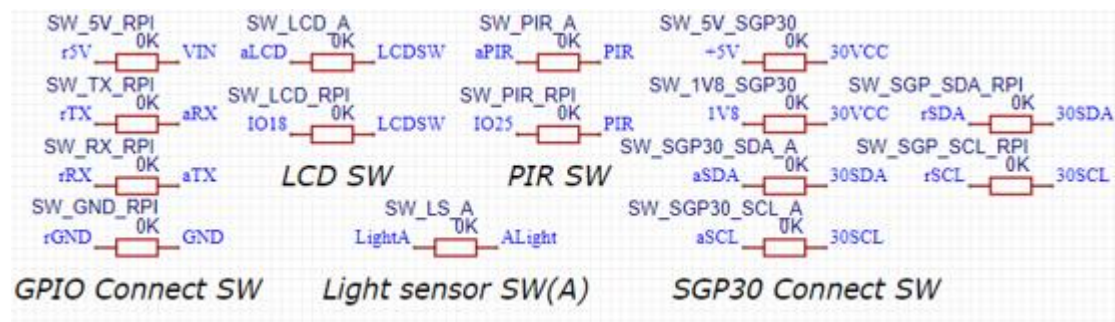 SW_5V_RPI
0K
r5V VIN
SW_TX_RPI
0K
rTX aRX
SW_RX_RPI
0K
rRX aTX
SW_GND_RPI
0K
rGND GND
GPIO Connect SW
SW_LCD_A
0K
aLCD LCDSW
SW_LCD_RPI
0K
IO18 LCDSW
LCD SW
SW_PIR_A
0K
aPIR PIR
SW_PIR_RPI
0K
IO25 PIR
PIR SW
SW_LS_A
0K
LightA ALight
Light sensor SW(A)
SW_5V_SGP30
0K
+5V 30VCC
SW_1V8_SGP30
0K
1V8 30VCC
SW_SGP30_SDA_A
0K
aSDA 30SDA
SW_SGP30_SCL_A
0K
aSCL 30SCL
SW_SGP_SDA_RPI
0K
rSDA 30SDA
SW_SGP_SCL_RPI
0K
rSCL 30SCL
SGP30 Connect SW